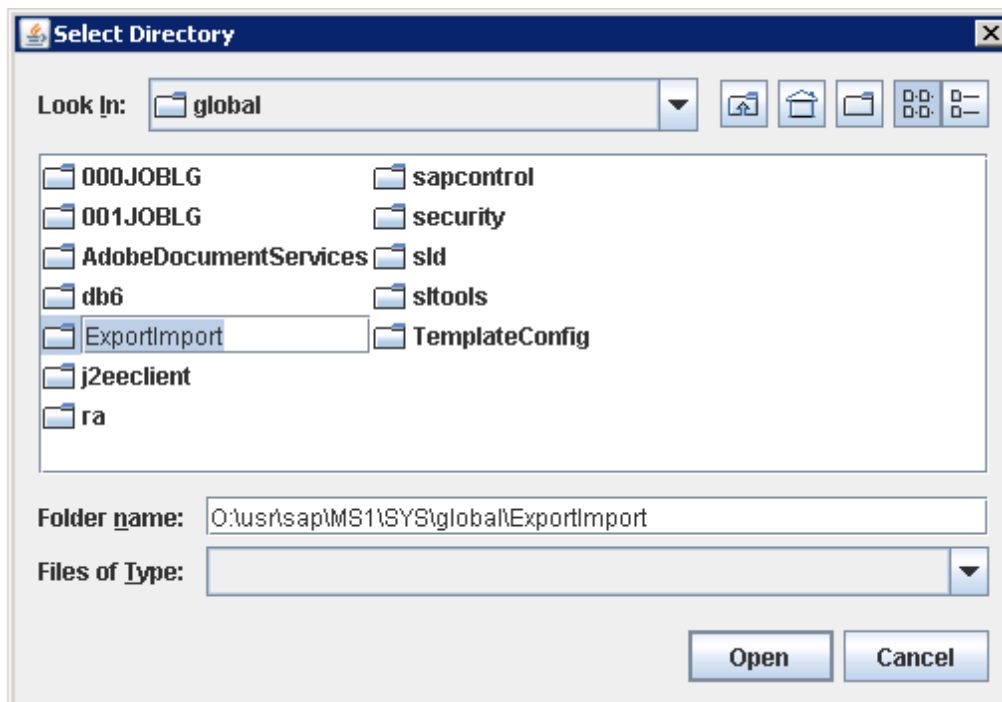 Select Directory
Look In: global
000JOBLG
001JOBLG
AdobeDocumentServices
db6
ExportImport
j2eeclient
ra
sapcontrol
security
sld
sltools
TemplateConfig
Folder name: O:\usr\sap\MS1\SYS\global\ExportImport
Files of Type:
Open Cancel